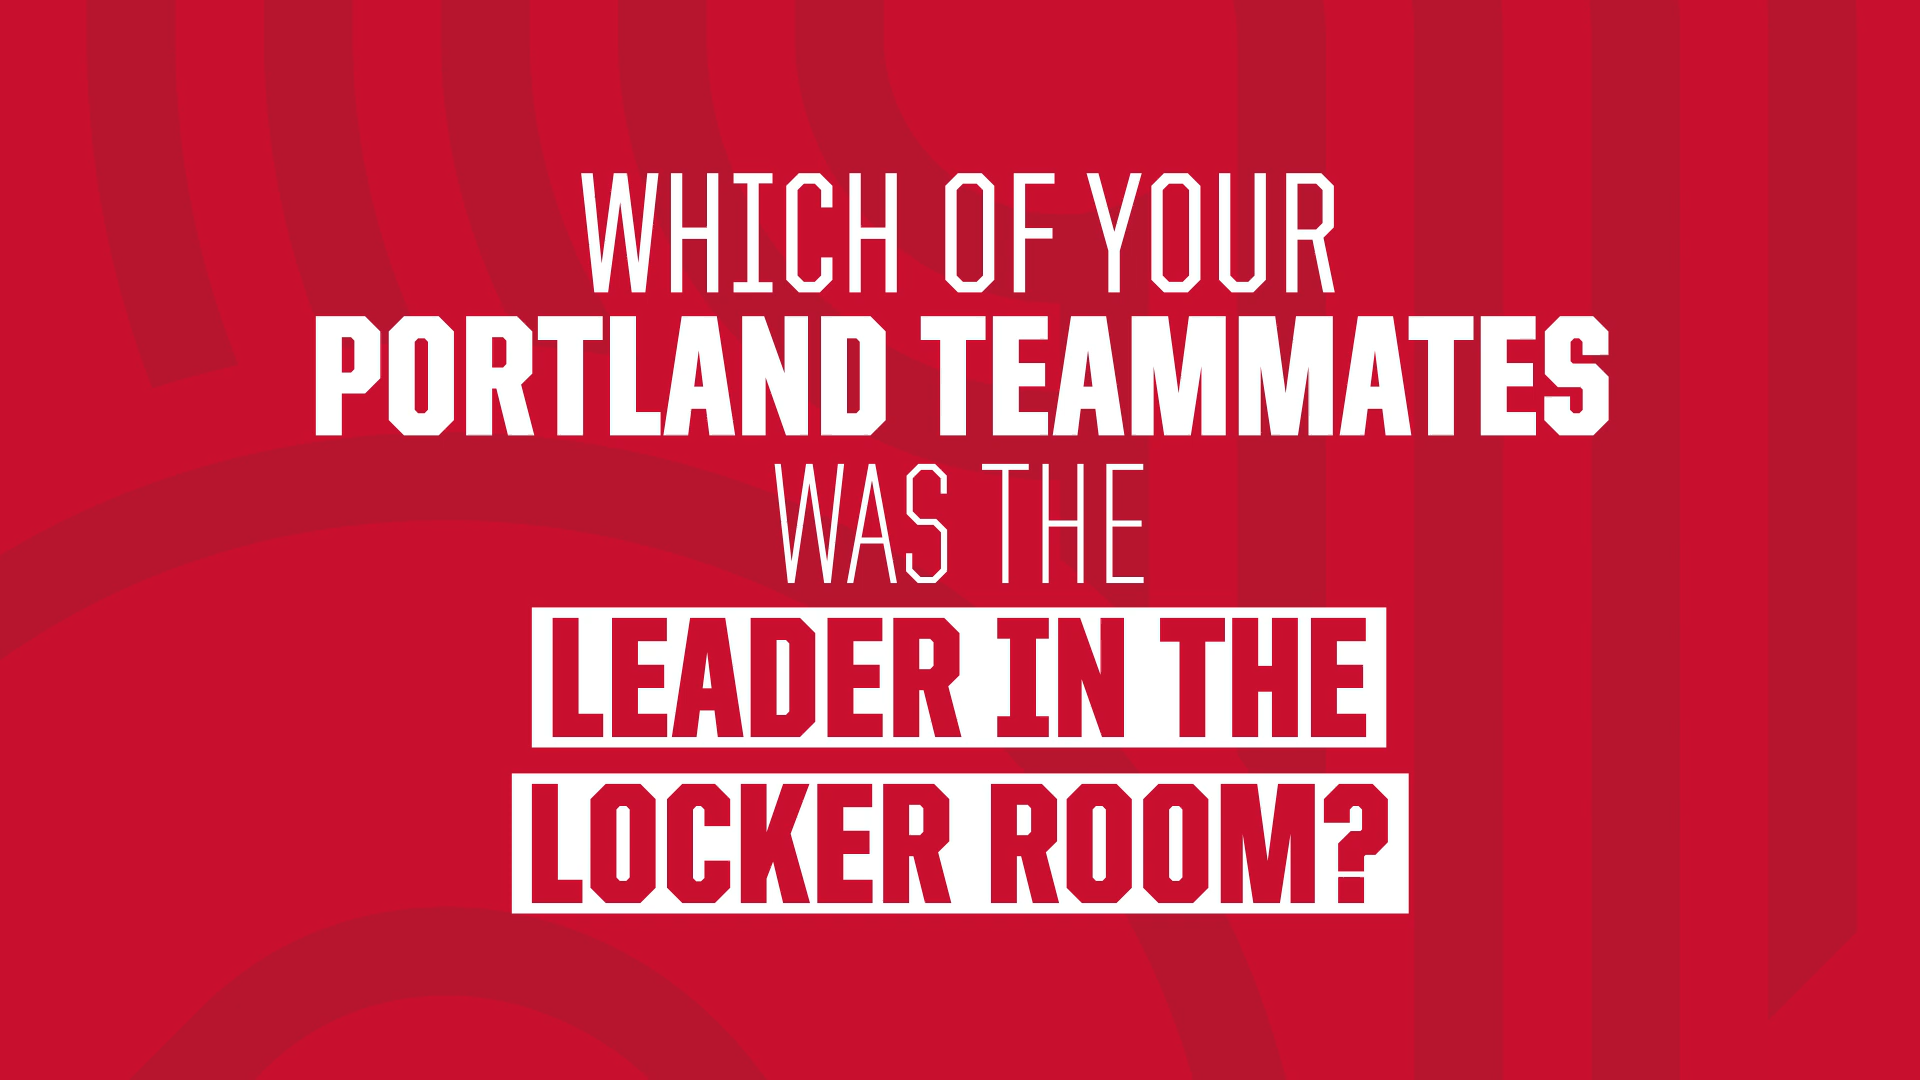 WHICH OF YOUR
PORTLAND TEAMMATES
WAS THE
LEADER IN THE
LOCKER ROOM?